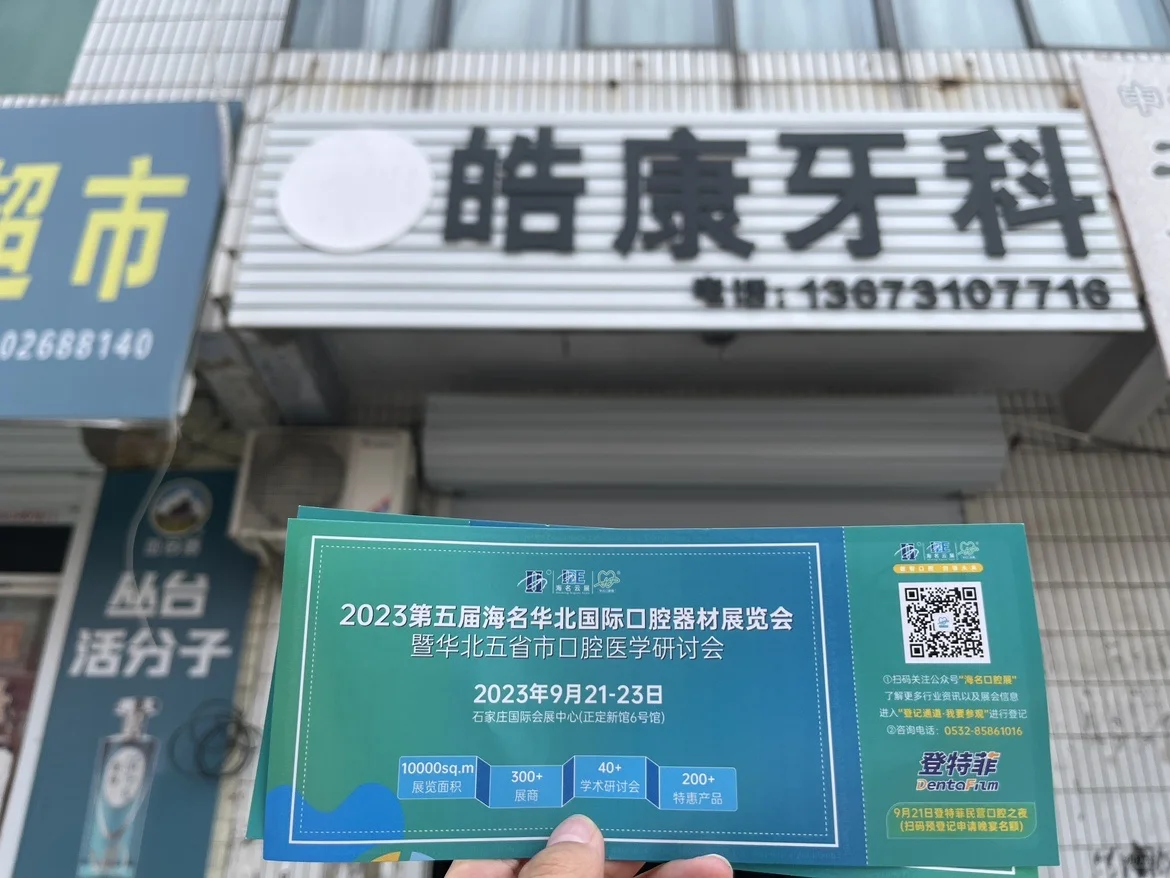 超市
02688140
皓康牙科
电话:13673107716
丛台
活分子
海名会展
2023第五届海名华北国际口腔器材展览会
暨华北五省市口腔医学研讨会
2023年9月21-23日
石家庄国际会展中心(正定新馆6号馆)
10000sq.m
展览面积
300+
展商
40+
学术研讨会
200+
特惠产品
①扫码关注公众号"海名口腔展"
了解更多行业资讯以及展会信息
进入"登记通道-我要参观"进行登记
②咨询电话：0532-85861016
登特菲
DentaFilm
9月21日登特菲民营口腔之夜
(扫码预登记申请晚宴名额)